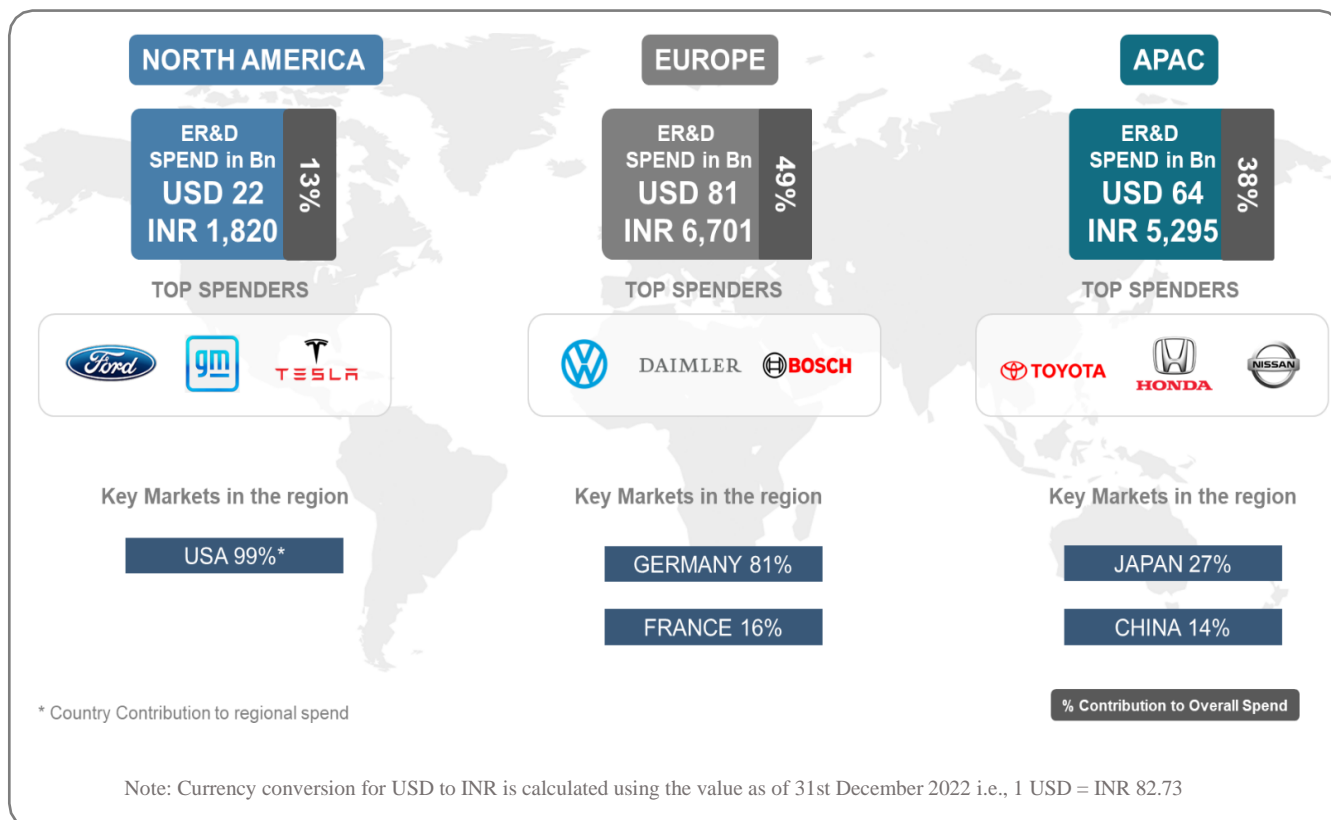 NORTH AMERICA
ER&D
SPEND in Bn
USD 22
INR 1,820
13%
TOP SPENDERS
Ford
gm
TESLA
Key Markets in the region
USA 99%*
EUROPE
ER&D
SPEND in Bn
USD 81
INR 6,701
49%
TOP SPENDERS
VW
DAIMLER
BOSCH
Key Markets in the region
GERMANY 81%
FRANCE 16%
APAC
ER&D
SPEND in Bn
USD 64
INR 5,295
38%
TOP SPENDERS
TOYOTA
HONDA
NISSAN
Key Markets in the region
JAPAN 27%
CHINA 14%
* Country Contribution to regional spend
% Contribution to Overall Spend
Note: Currency conversion for USD to INR is calculated using the value as of 31st December 2022 i.e., 1 USD = INR 82.73